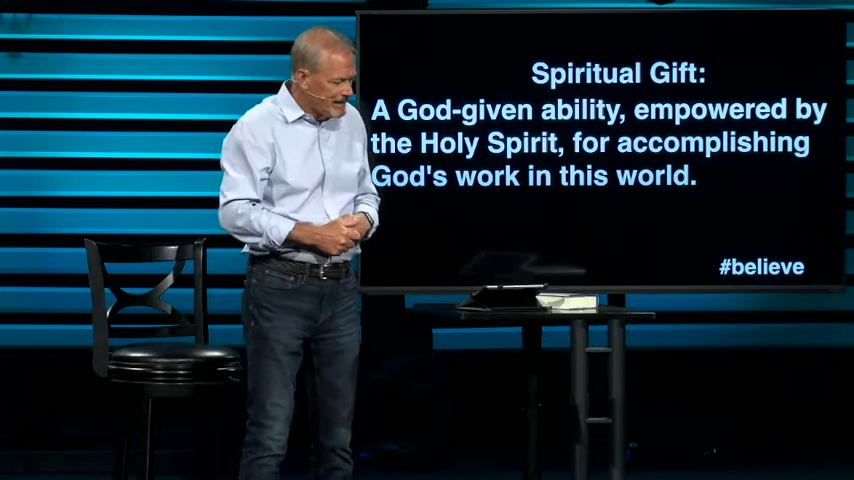 Spiritual Gift:
A God-given ability, empowered by
the Holy Spirit, for accomplishing
God's work in this world.
#believe